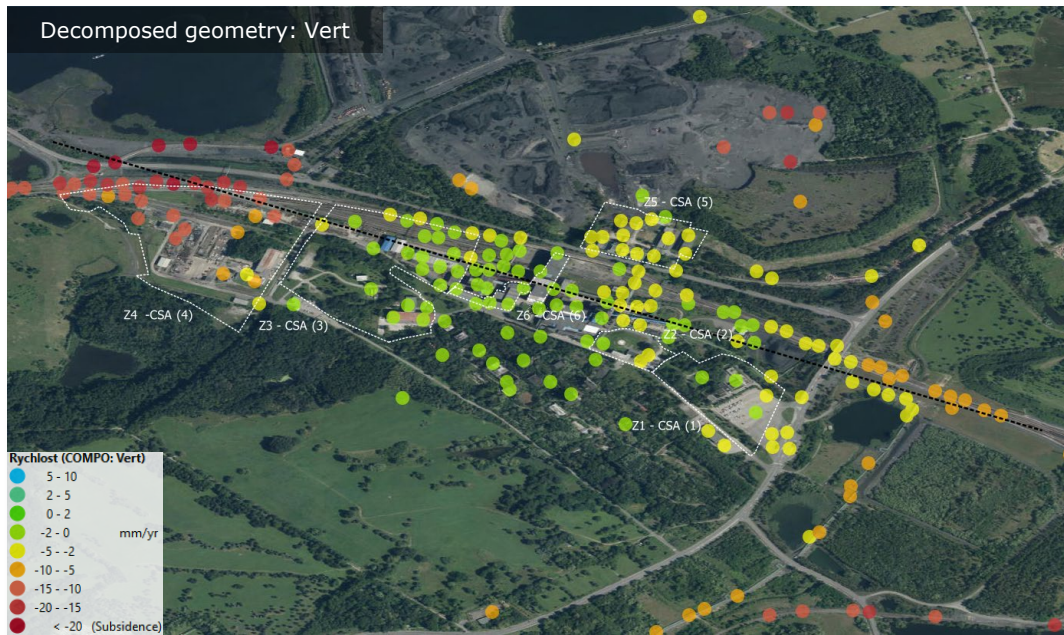 Decomposed geometry: Vert
Z5 - CSA (5)
Z4 -CSA (4)
Z3 - CSA (3)
Z6 - CSA (6)
Z2 - CSA (2)
Z1 - CSA (1)
Rychlost (COMPO: Vert)
5 - 10
2 - 5
0 - 2
-2 - 0 mm/yr
-5 - -2
-10 - -5
-15 - -10
-20 - -15
< -20 (Subsidence)